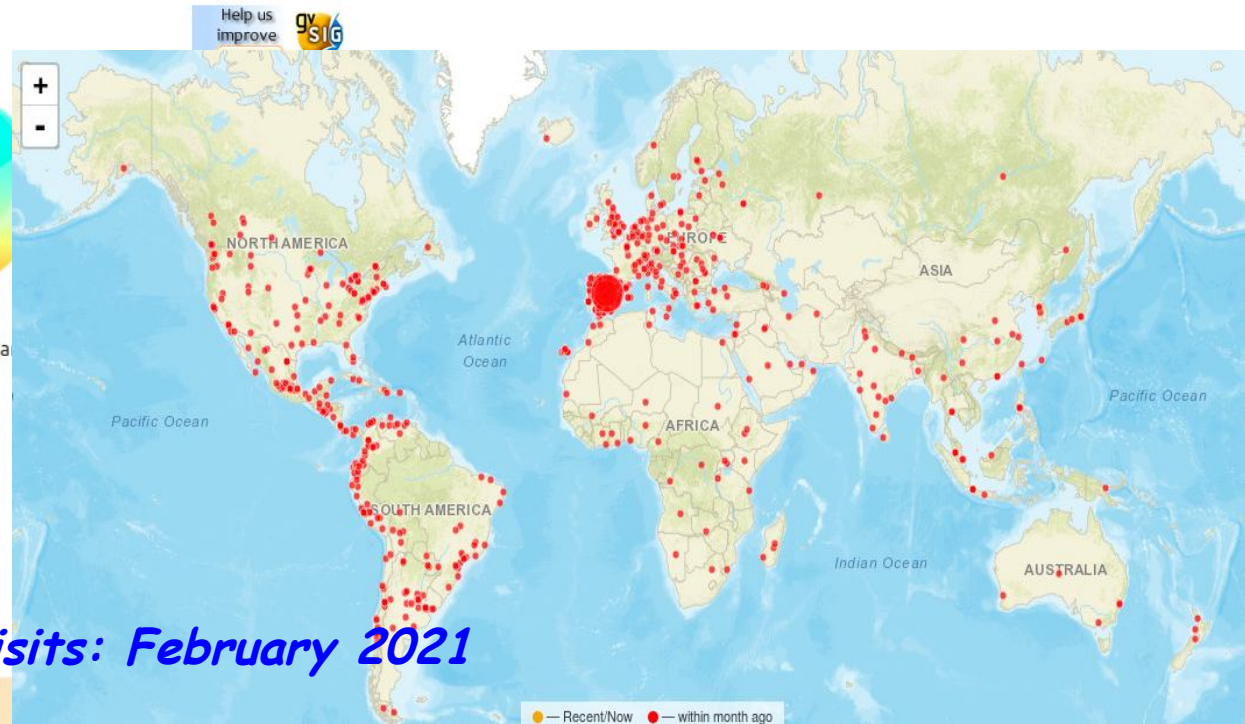 Help us
improve
gvSIG
+
-
NORTH AMERICA
EUROPE
ASIA
Atlantic
Ocean
Pacific Ocean
Pacific Ocean
AFRICA
SOUTH AMERICA
Indian Ocean
AUSTRALIA
isits: February 2021
— Recent/Now — within month ago